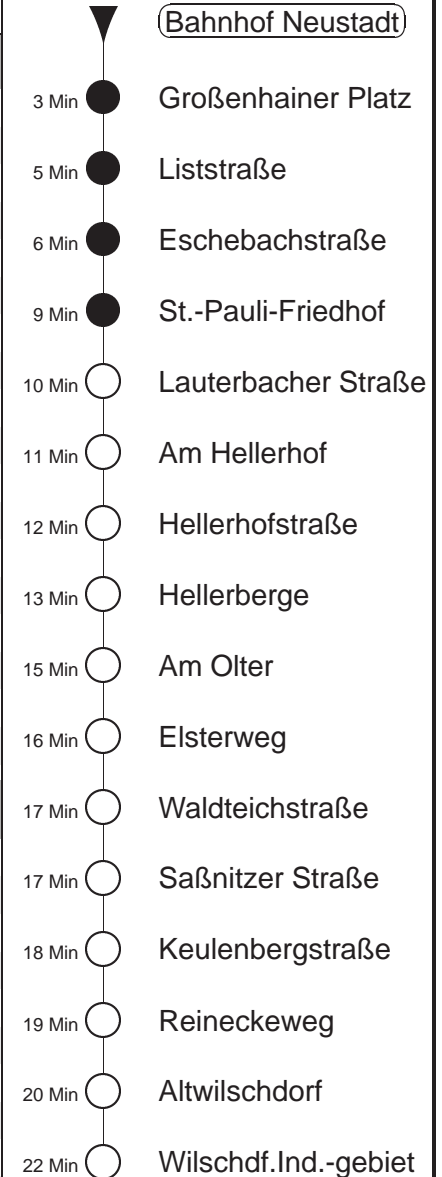 Bahnhof Neustadt
3 Min Großenhainer Platz
5 Min Liststraße
6 Min Eschebachstraße
9 Min St.-Pauli-Friedhof
10 Min Lauterbacher Straße
11 Min Am Hellerhof
12 Min Hellerhofstraße
13 Min Hellerberge
15 Min Am Olter
16 Min Elsterweg
17 Min Waldteichstraße
17 Min Saßnitzer Straße
18 Min Keulenbergstraße
19 Min Reineckeweg
20 Min Altwilschdorf
22 Min Wilschdf.Ind.-gebiet